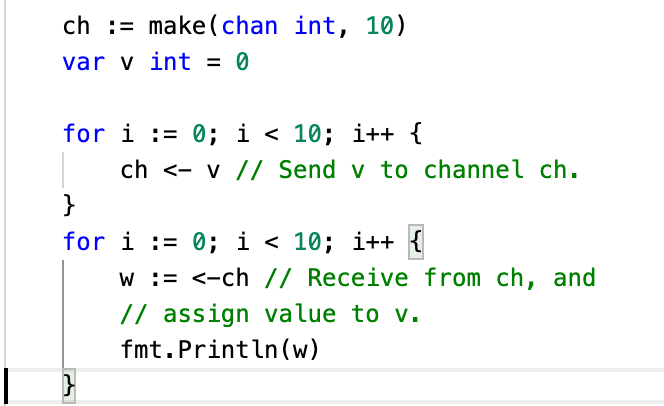 ch := make(chan int, 10)
var v int = 0
for i := 0; i < 10; i++ {
ch <- v // Send v to channel ch.
}
for i := 0; i < 10; i++ {
w := <-ch // Receive from ch, and
// assign value to v.
fmt.Println(w)
}